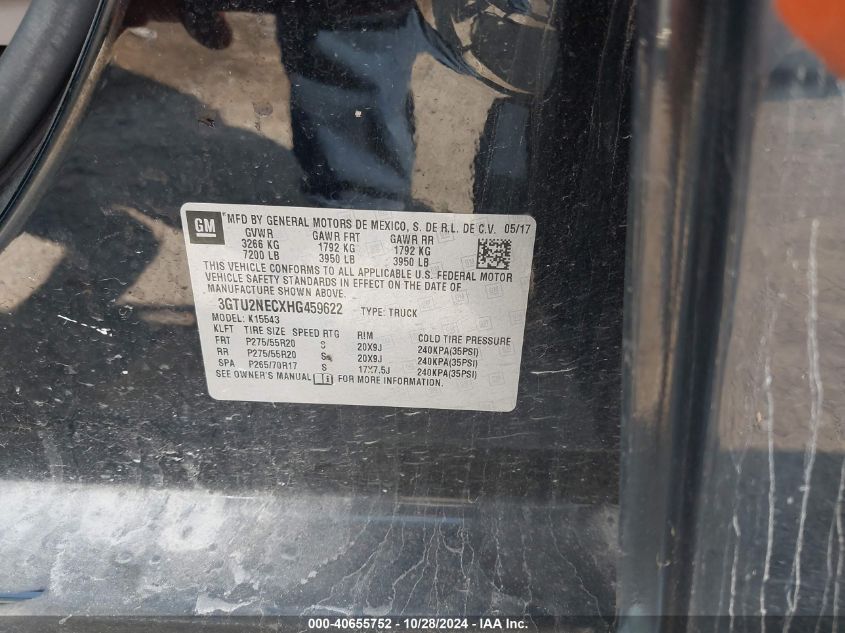 GM
MFD BY GENERAL MOTORS DE MEXICO, S. DE R.L. DE C.V. 05/17
GVWR GAWR FRT GAWR RR
3266 KG 1792 KG 1792 KG
7200 LB 3950 LB 3950 LB
THIS VEHICLE CONFORMS TO ALL APPLICABLE U.S. FEDERAL MOTOR
VEHICLE SAFETY STANDARDS IN EFFECT ON THE DATE OF
MANUFACTURE SHOWN ABOVE.
3GTU2NECXHG459622 TYPE: TRUCK
MODEL: K15543
KLFT TIRE SIZE SPEED RTG RIM COLD TIRE PRESSURE
FRT P275/55R20 S 20X9J 240KPA(35PSI)
RR P275/55R20 S 20X9J 240KPA(35PSI)
SPA P265/70R17 S 17X7.5J 240KPA(35PSI)
SEE OWNER'S MANUAL FOR MORE INFORMATION.
000-40655752 - 10/28/2024 - IAA Inc.